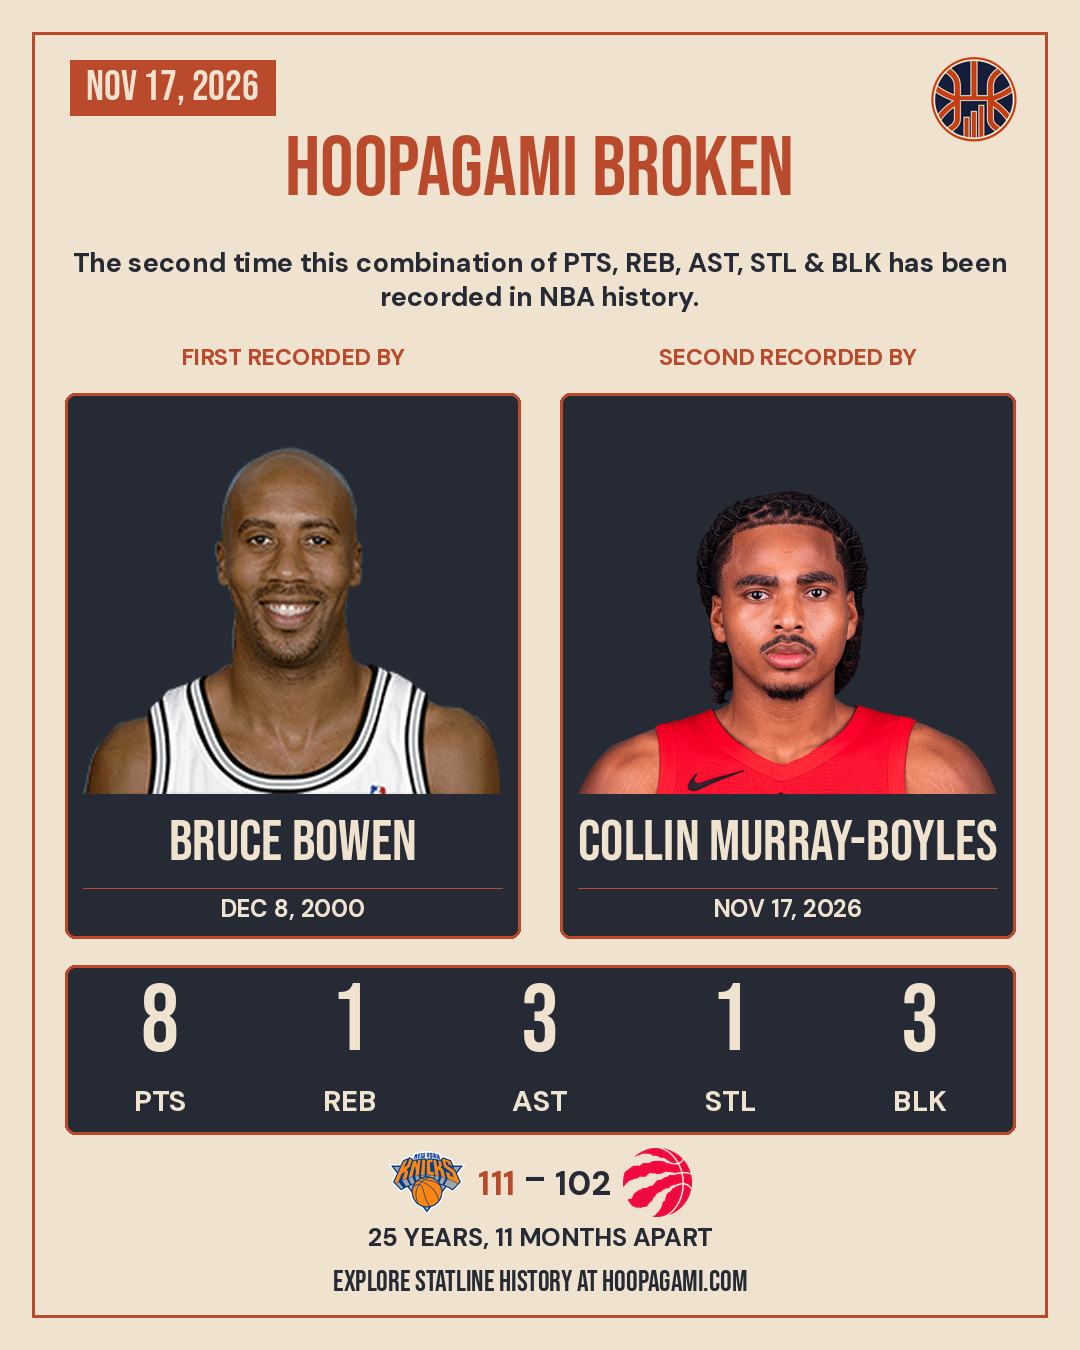 NOV 17, 2026
HOOPAGAMI BROKEN
The second time this combination of PTS, REB, AST, STL & BLK has been
recorded in NBA history.
FIRST RECORDED BY
SECOND RECORDED BY
BRUCE BOWEN
DEC 8, 2000
COLLIN MURRAY-BOYLES
NOV 17, 2026
8 1 3 1 3
PTS REB AST STL BLK
NEW YORK
KNICKS
111 – 102
25 YEARS, 11 MONTHS APART
EXPLORE STATLINE HISTORY AT HOOPAGAMI.COM